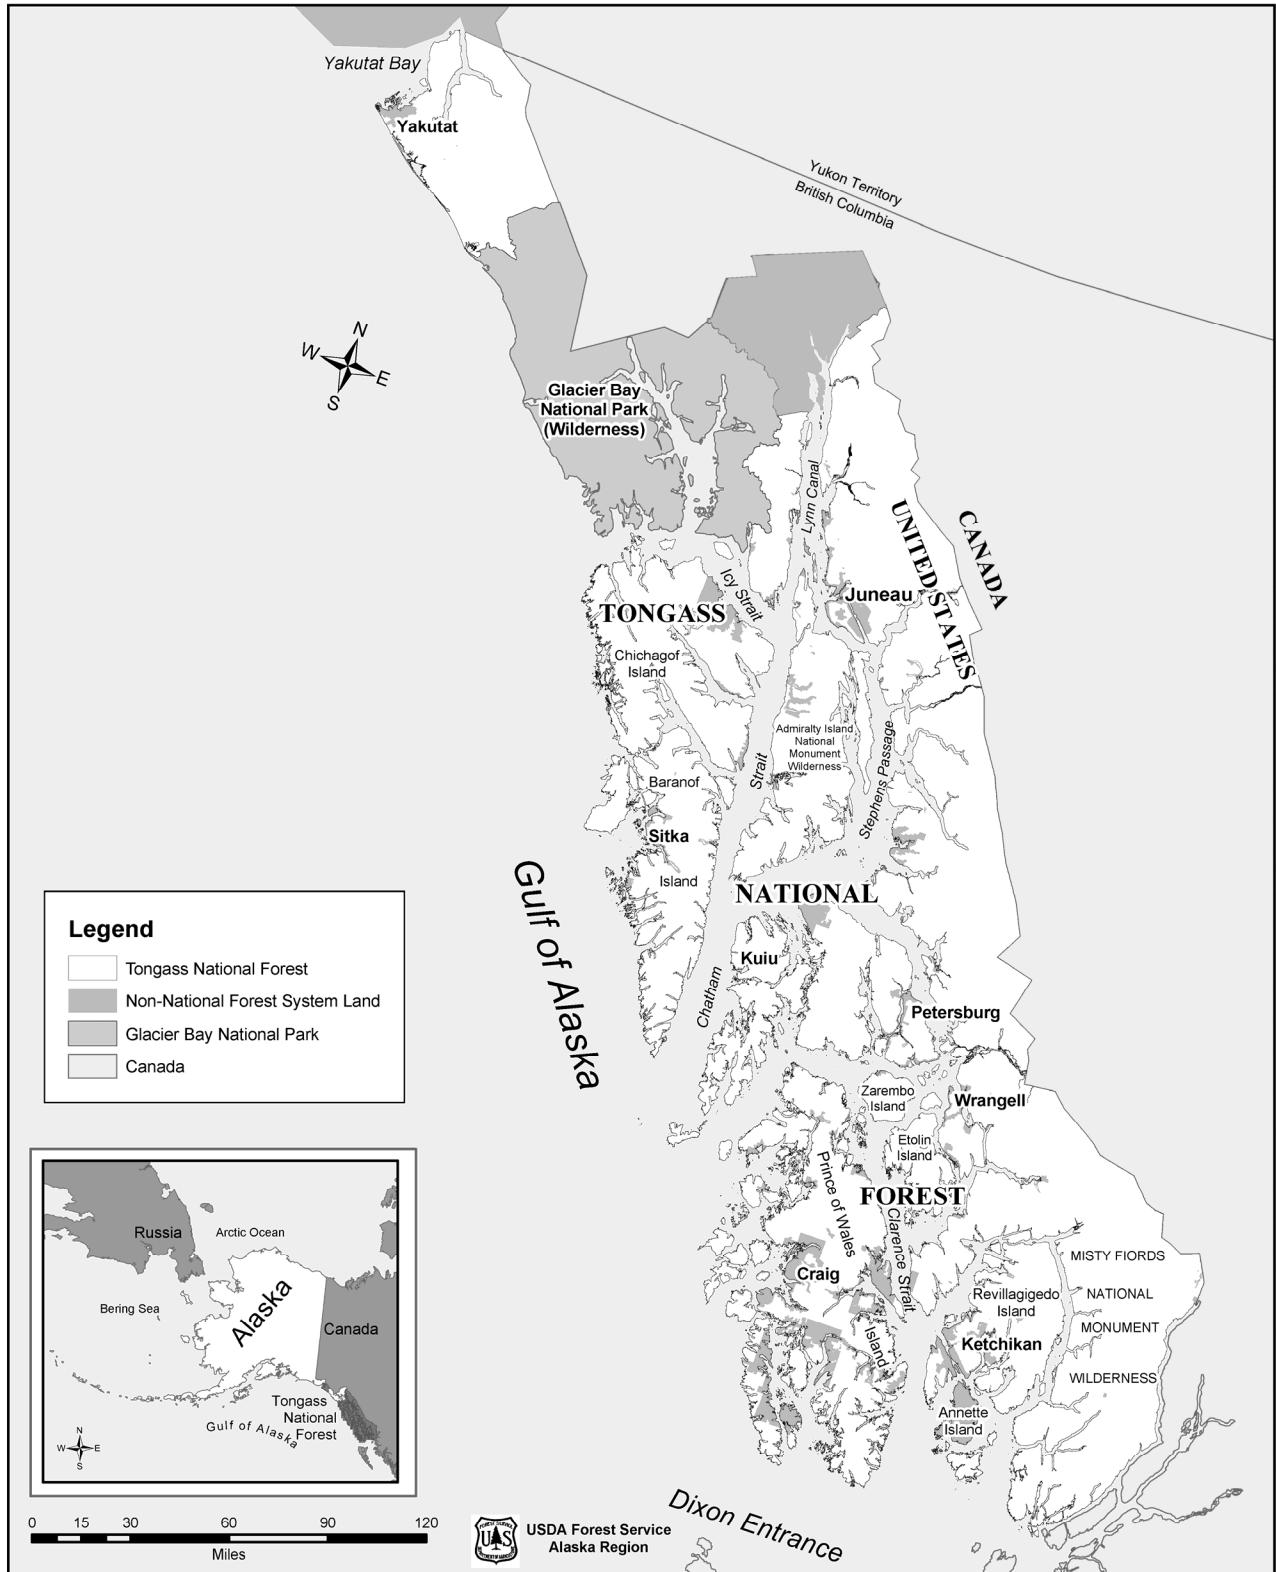 Yakutat Bay
Yakutat
Yukon Territory
British Columbia
N
W
E
S
Glacier Bay
National Park
(Wilderness)
Lynn Canal
UNITED STATES
CANADA
Icy Strait
Juneau
TONGASS
Chichagof
Island
Admiralty Island
National
Monument
Wilderness
Stephens Passage
Strait
Baranof
Sitka
Island
Gulf of Alaska
NATIONAL
Kuiu
Chatham
Petersburg
Zarembo
Island
Wrangell
Etolin
Island
Prince of Wales
FOREST
Clarence Strait
Craig
Island
MISTY FIORDS
NATIONAL
MONUMENT
WILDERNESS
Revillagigedo
Island
Ketchikan
Annette
Island
Dixon Entrance
Legend
Tongass National Forest
Non-National Forest System Land
Glacier Bay National Park
Canada
Russia
Arctic Ocean
Bering Sea
Alaska
Canada
Tongass
National
Forest
Gulf of Alaska
N
W
E
S
0 15 30 60 90 120
Miles
FOREST SERVICE
U S
DEPARTMENT OF AGRICULTURE
USDA Forest Service
Alaska Region